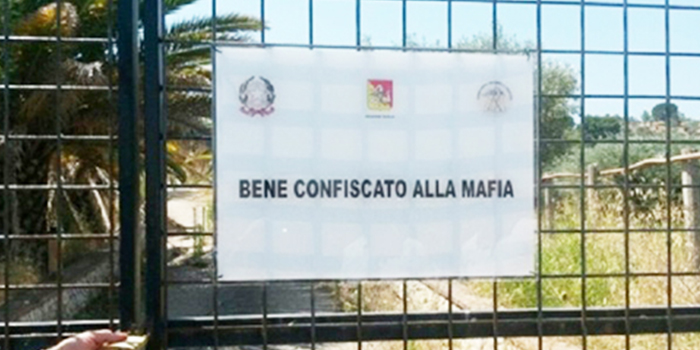 BENE CONFISCATO ALLA MAFIA